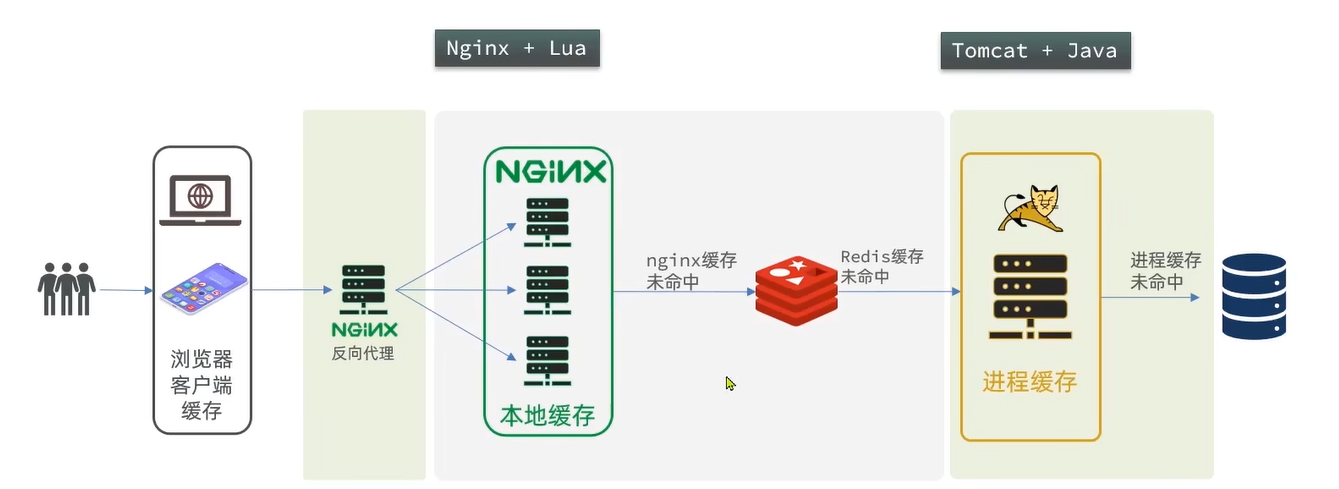 Nginx + Lua
Tomcat + Java
浏览器
客户端
缓存
NGINX
反向代理
NGINX
本地缓存
nginx缓存
未命中
Redis缓存
未命中
进程缓存
进程缓存
未命中